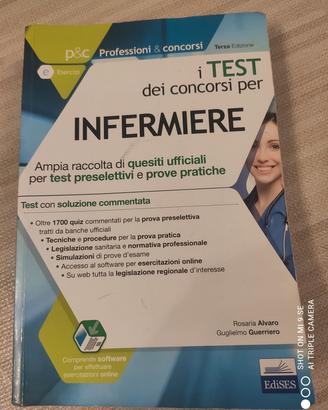 p&c Professioni & concorsi Terza Edizione
e Esercizi
i TEST
dei concorsi per
INFERMIERE
Ampia raccolta di quesiti ufficiali
per test preselettivi e prove pratiche
Test con soluzione commentata
• Oltre 1700 quiz commentati per la prova preselettiva
tratti da banche ufficiali
• Tecniche e procedure per la prova pratica
• Legislazione sanitaria e normativa professionale
• Simulazioni di prove d'esame
• Accesso al software per esercitazioni online
• Su web tutta la legislazione regionale d'interesse
Rosaria Alvaro
Guglielmo Guerriero
Comprende software
per effettuare
esercitazioni online
EdiSES
SHOT ON MI 9 SE
AI TRIPLE CAMERA